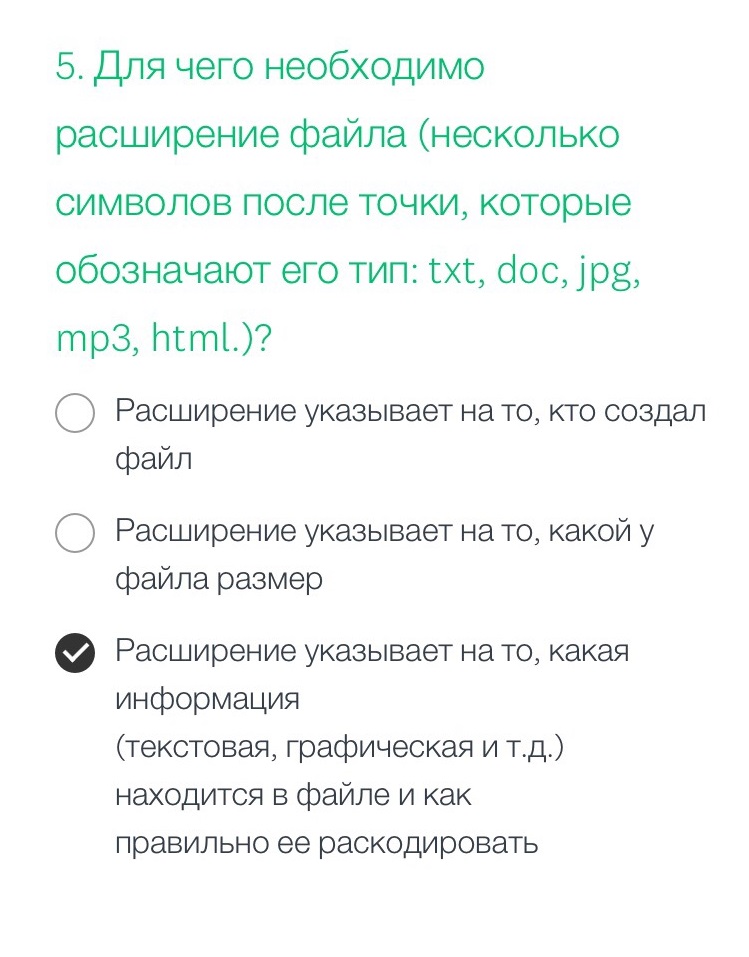 5. Для чего необходимо
расширение файла (несколько
символов после точки, которые
обозначают его тип: txt, doc, jpg,
mp3, html.)?
Расширение указывает на то, кто создал
файл
Расширение указывает на то, какой у
файла размер
Расширение указывает на то, какая
информация
(текстовая, графическая и т.д.)
находится в файле и как
правильно ее раскодировать